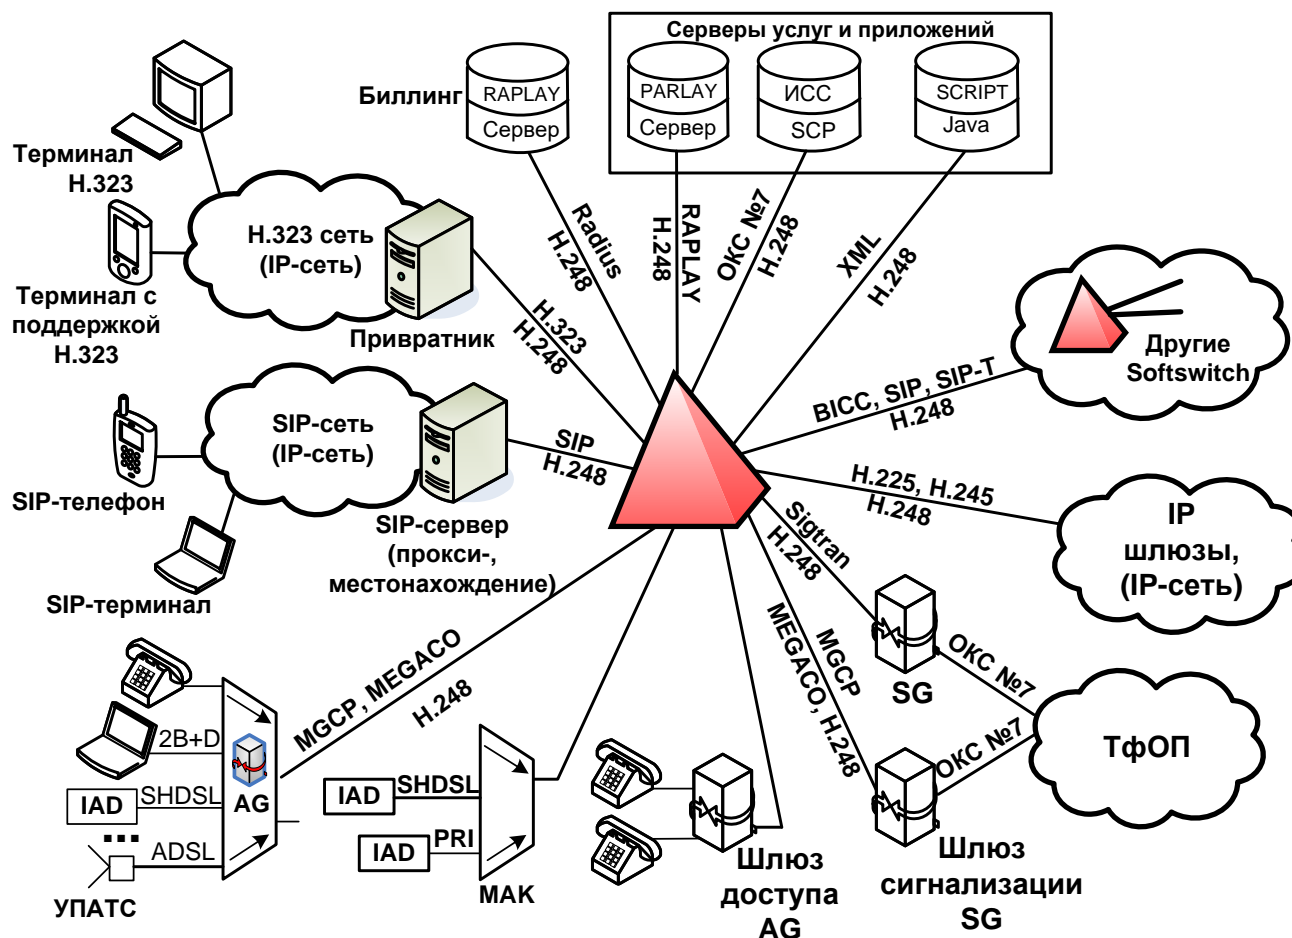 Серверы услуг и приложений
Биллинг
RAPLAY
Сервер
PARLAY
Сервер
ИСС
SCP
SCRIPT
Java
Терминал
Н.323
Н.323 сеть
(IP-сеть)
Терминал с
поддержкой
Н.323
Привратник
Radius
H.248
RAPLAY
H.248
ОКС №7
H.248
XML
H.248
H.323
H.248
Другие
Softswitch
BICC, SIP, SIP-T
H.248
SIP-сеть
(IP-сеть)
SIP
H.248
SIP-телефон
SIP-сервер
(прокси-,
местонахождение)
SIP-терминал
H.225, H.245
H.248
IP
шлюзы,
(IP-сеть)
Sigtran
H.248
SG
ОКС №7
MGCP
MEGACO, H.248
ОКС №7
ТфОП
MGCP, MEGACO
H.248
2B+D
AG
IAD
SHDSL
...
ADSL
УПАТС
IAD
SHDSL
IAD
PRI
МАК
Шлюз
доступа
AG
Шлюз
сигнализации
SG